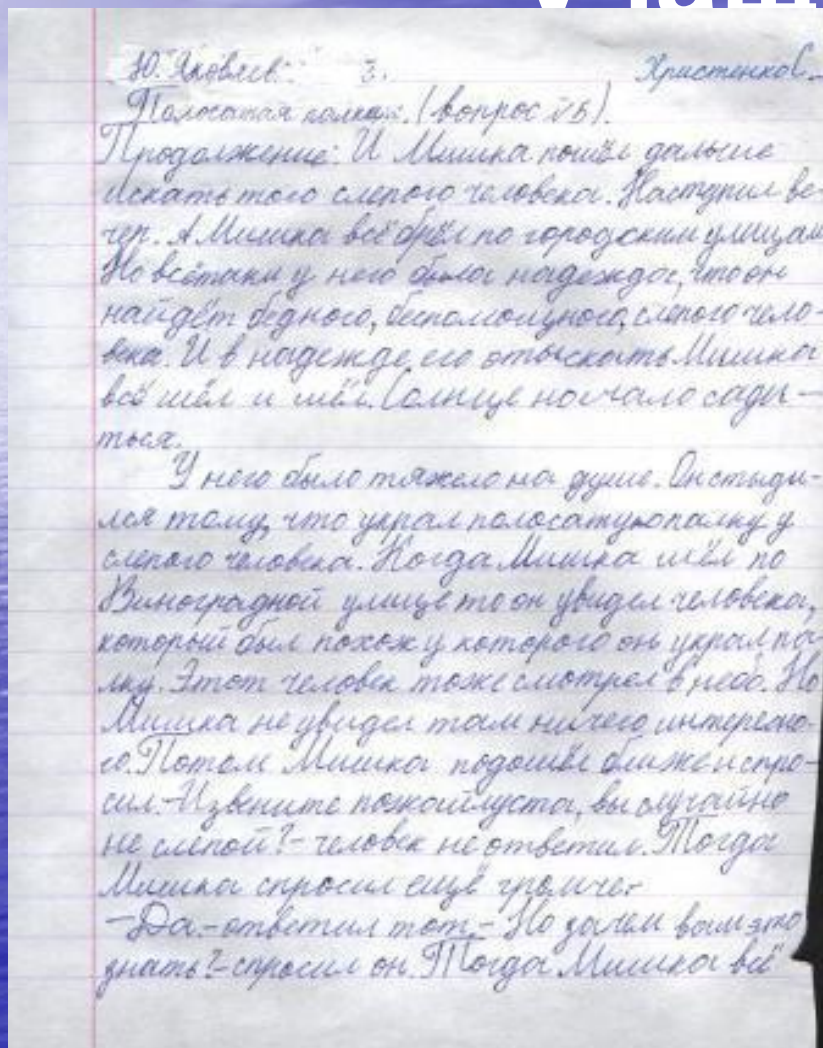 Ю. Яковлев. 3. Христенко С.
Полосатая палка. (вопрос №5).
Продолжение: И Мишка пошёл дальше
искать того слепого человека. Наступил ве-
чер. А Мишка всё брёл по городским улицам
Но всётаки у него была надежда, что он
найдёт бедного, беспомощного, слепого чело-
века. И в надежде его отыскать Мишка
всё шёл и шёл. Солнце начало сади-
ться.
У него было тяжело на душе. Он стыди-
лся тому, что украл полосатую палку у
слепого человека. Когда Мишка шёл по
Виноградной улице то он увидел человека,
который был похож у которого он украл па-
лку. Этот человек тоже смотрел в небо. Но
Мишка не увидел там ничего интересно-
го. Потом Мишка подошёл ближе и спро-
сил.-Извените пожайлуста, вы случайно
не слепой?- человек не ответил. Тогда
Мишка спросил ещё громче.-
-Да.-ответил тот.- Но зачем вам это
знать?-спросил он. Тогда Мишка всё